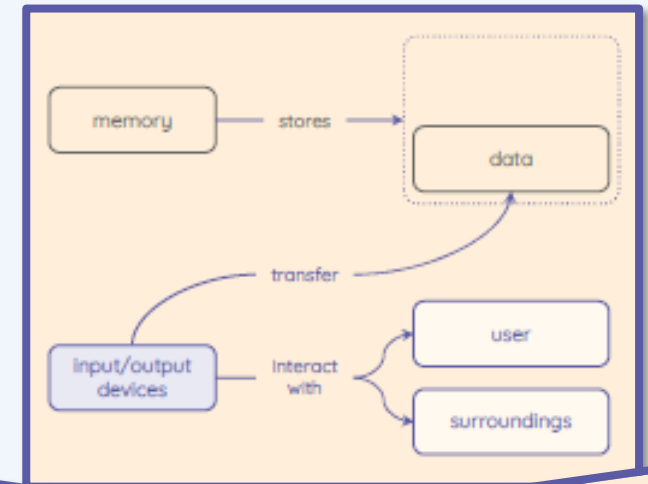 memory
stores
data
transfer
input/output
devices
Interact
with
user
surroundings